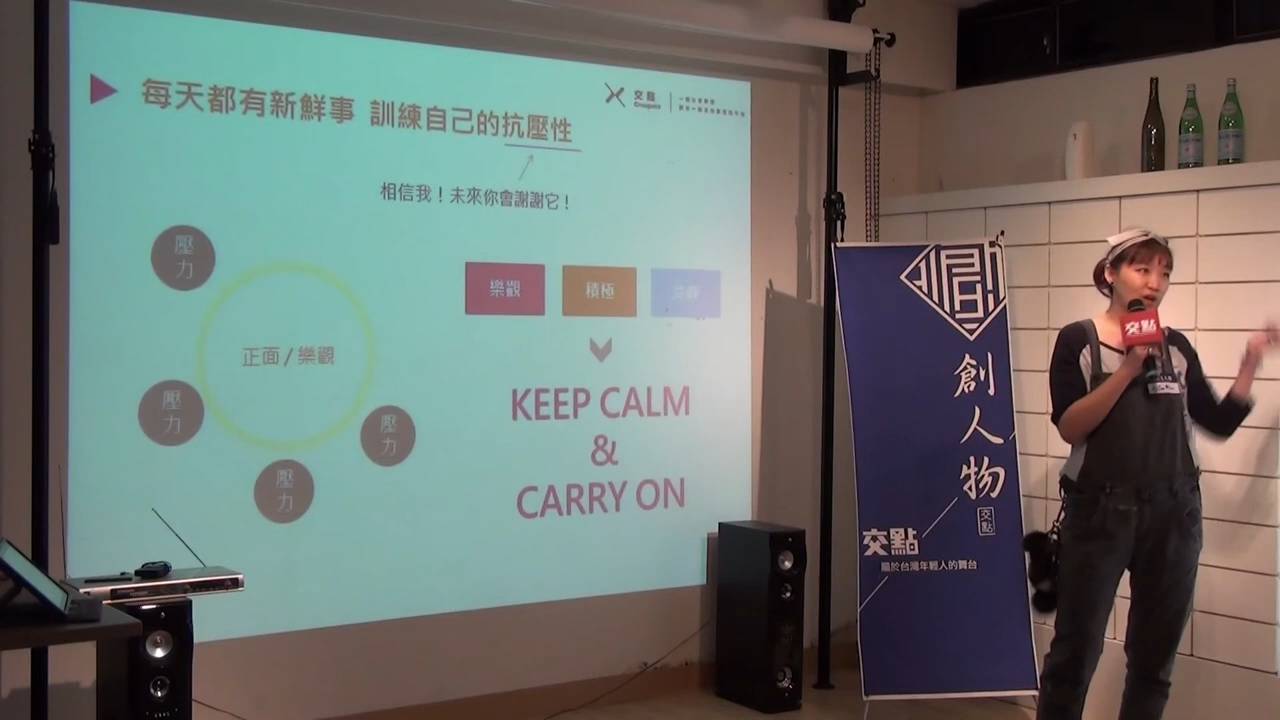 每天都有新鮮事 訓練自己的抗壓性
交點
相信我！未來你會謝謝它！
壓力
正面 / 樂觀
壓力
壓力
壓力
樂觀
積極
KEEP CALM
&
CARRY ON
創
人
物
交點
交點
屬於台灣年輕人的舞台
交點